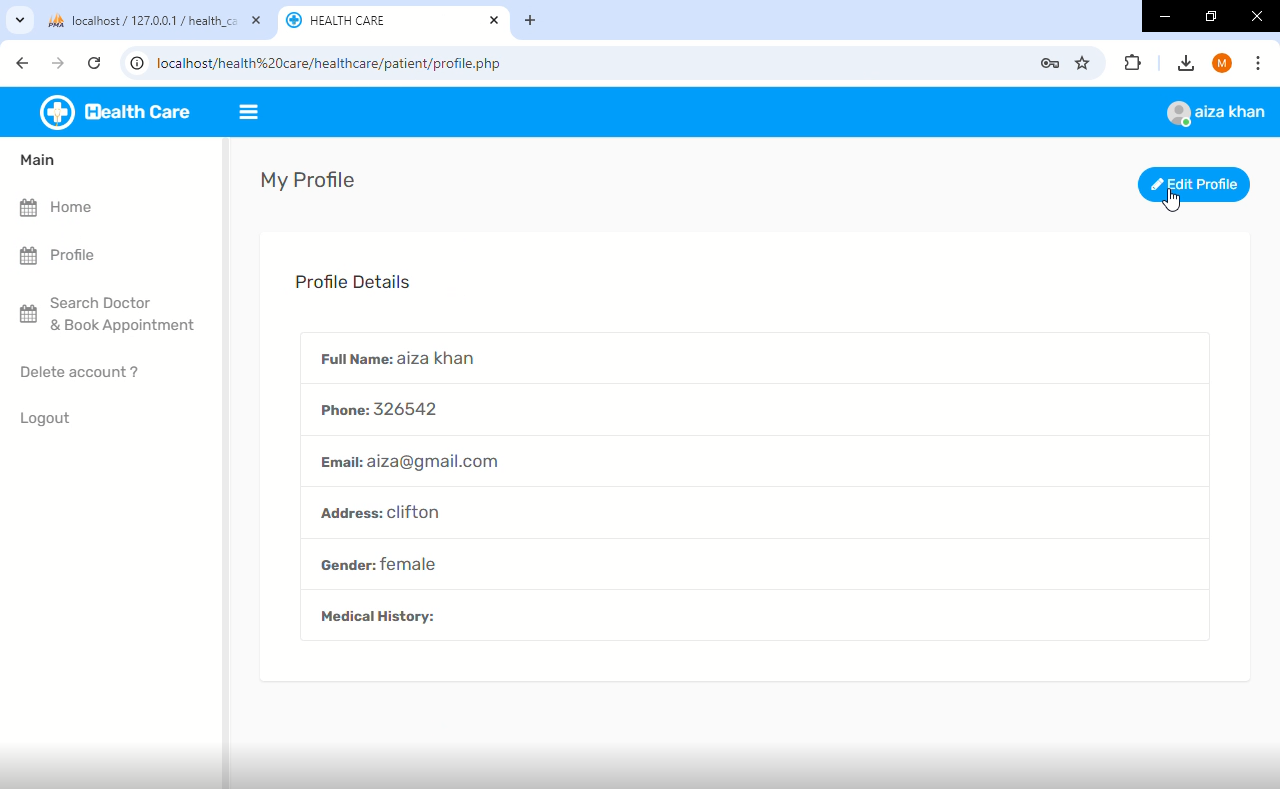 PMA localhost / 127.0.0.1 / health_ca
HEALTH CARE
localhost/health%20care/healthcare/patient/profile.php
M
Health Care
aiza khan
Main
Home
Profile
Search Doctor
& Book Appointment
Delete account ?
Logout
My Profile
Edit Profile
Profile Details
Full Name: aiza khan
Phone: 326542
Email: aiza@gmail.com
Address: clifton
Gender: female
Medical History: